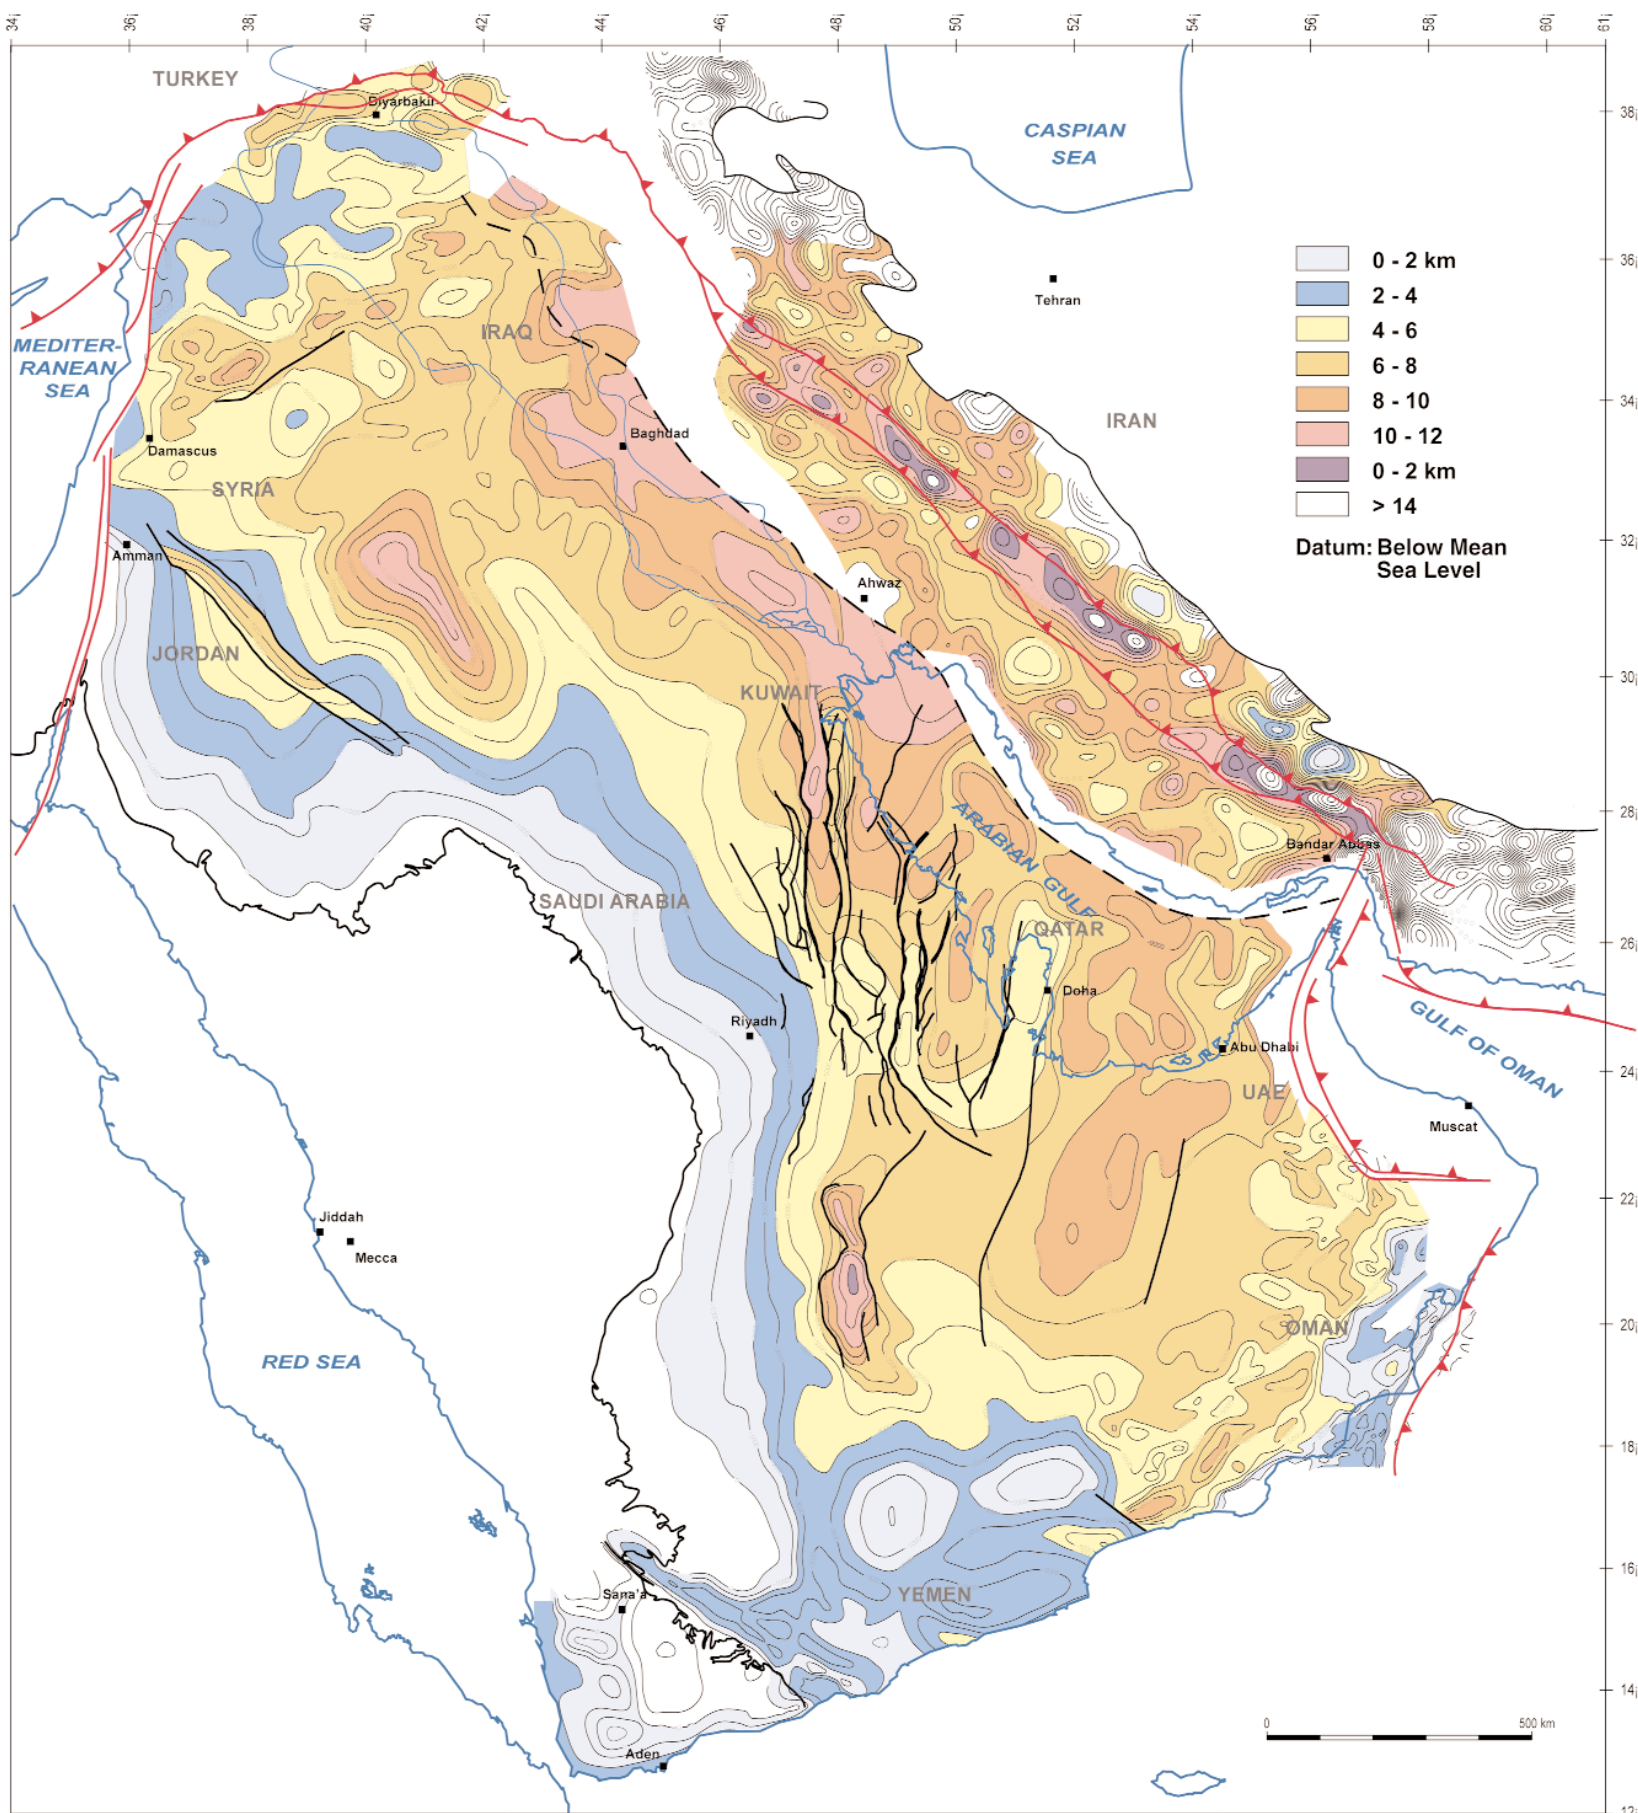 34¡ 36¡ 38¡ 40¡ 42¡ 44¡ 46¡ 48¡ 50¡ 52¡ 54¡ 56¡ 58¡ 60¡ 61¡
TURKEY
Diyarbakir
38¡
CASPIAN
SEA
36¡
0 - 2 km
2 - 4
4 - 6
6 - 8
8 - 10
10 - 12
0 - 2 km
> 14
Datum: Below Mean
Sea Level
Tehran
IRAQ
MEDITER-
RANEAN
SEA
34¡
IRAN
Baghdad
Damascus
SYRIA
32¡
Amman
Ahwaz
JORDAN
30¡
KUWAIT
28¡
ARABIAN GULF
Bandar Abbas
SAUDI ARABIA
QATAR
26¡
Doha
Riyadh
GULF OF OMAN
Abu Dhabi
24¡
UAE
Muscat
22¡
Jiddah
Mecca
20¡
OMAN
RED SEA
18¡
16¡
Sana'a
YEMEN
14¡
0 500 km
Aden
12¡